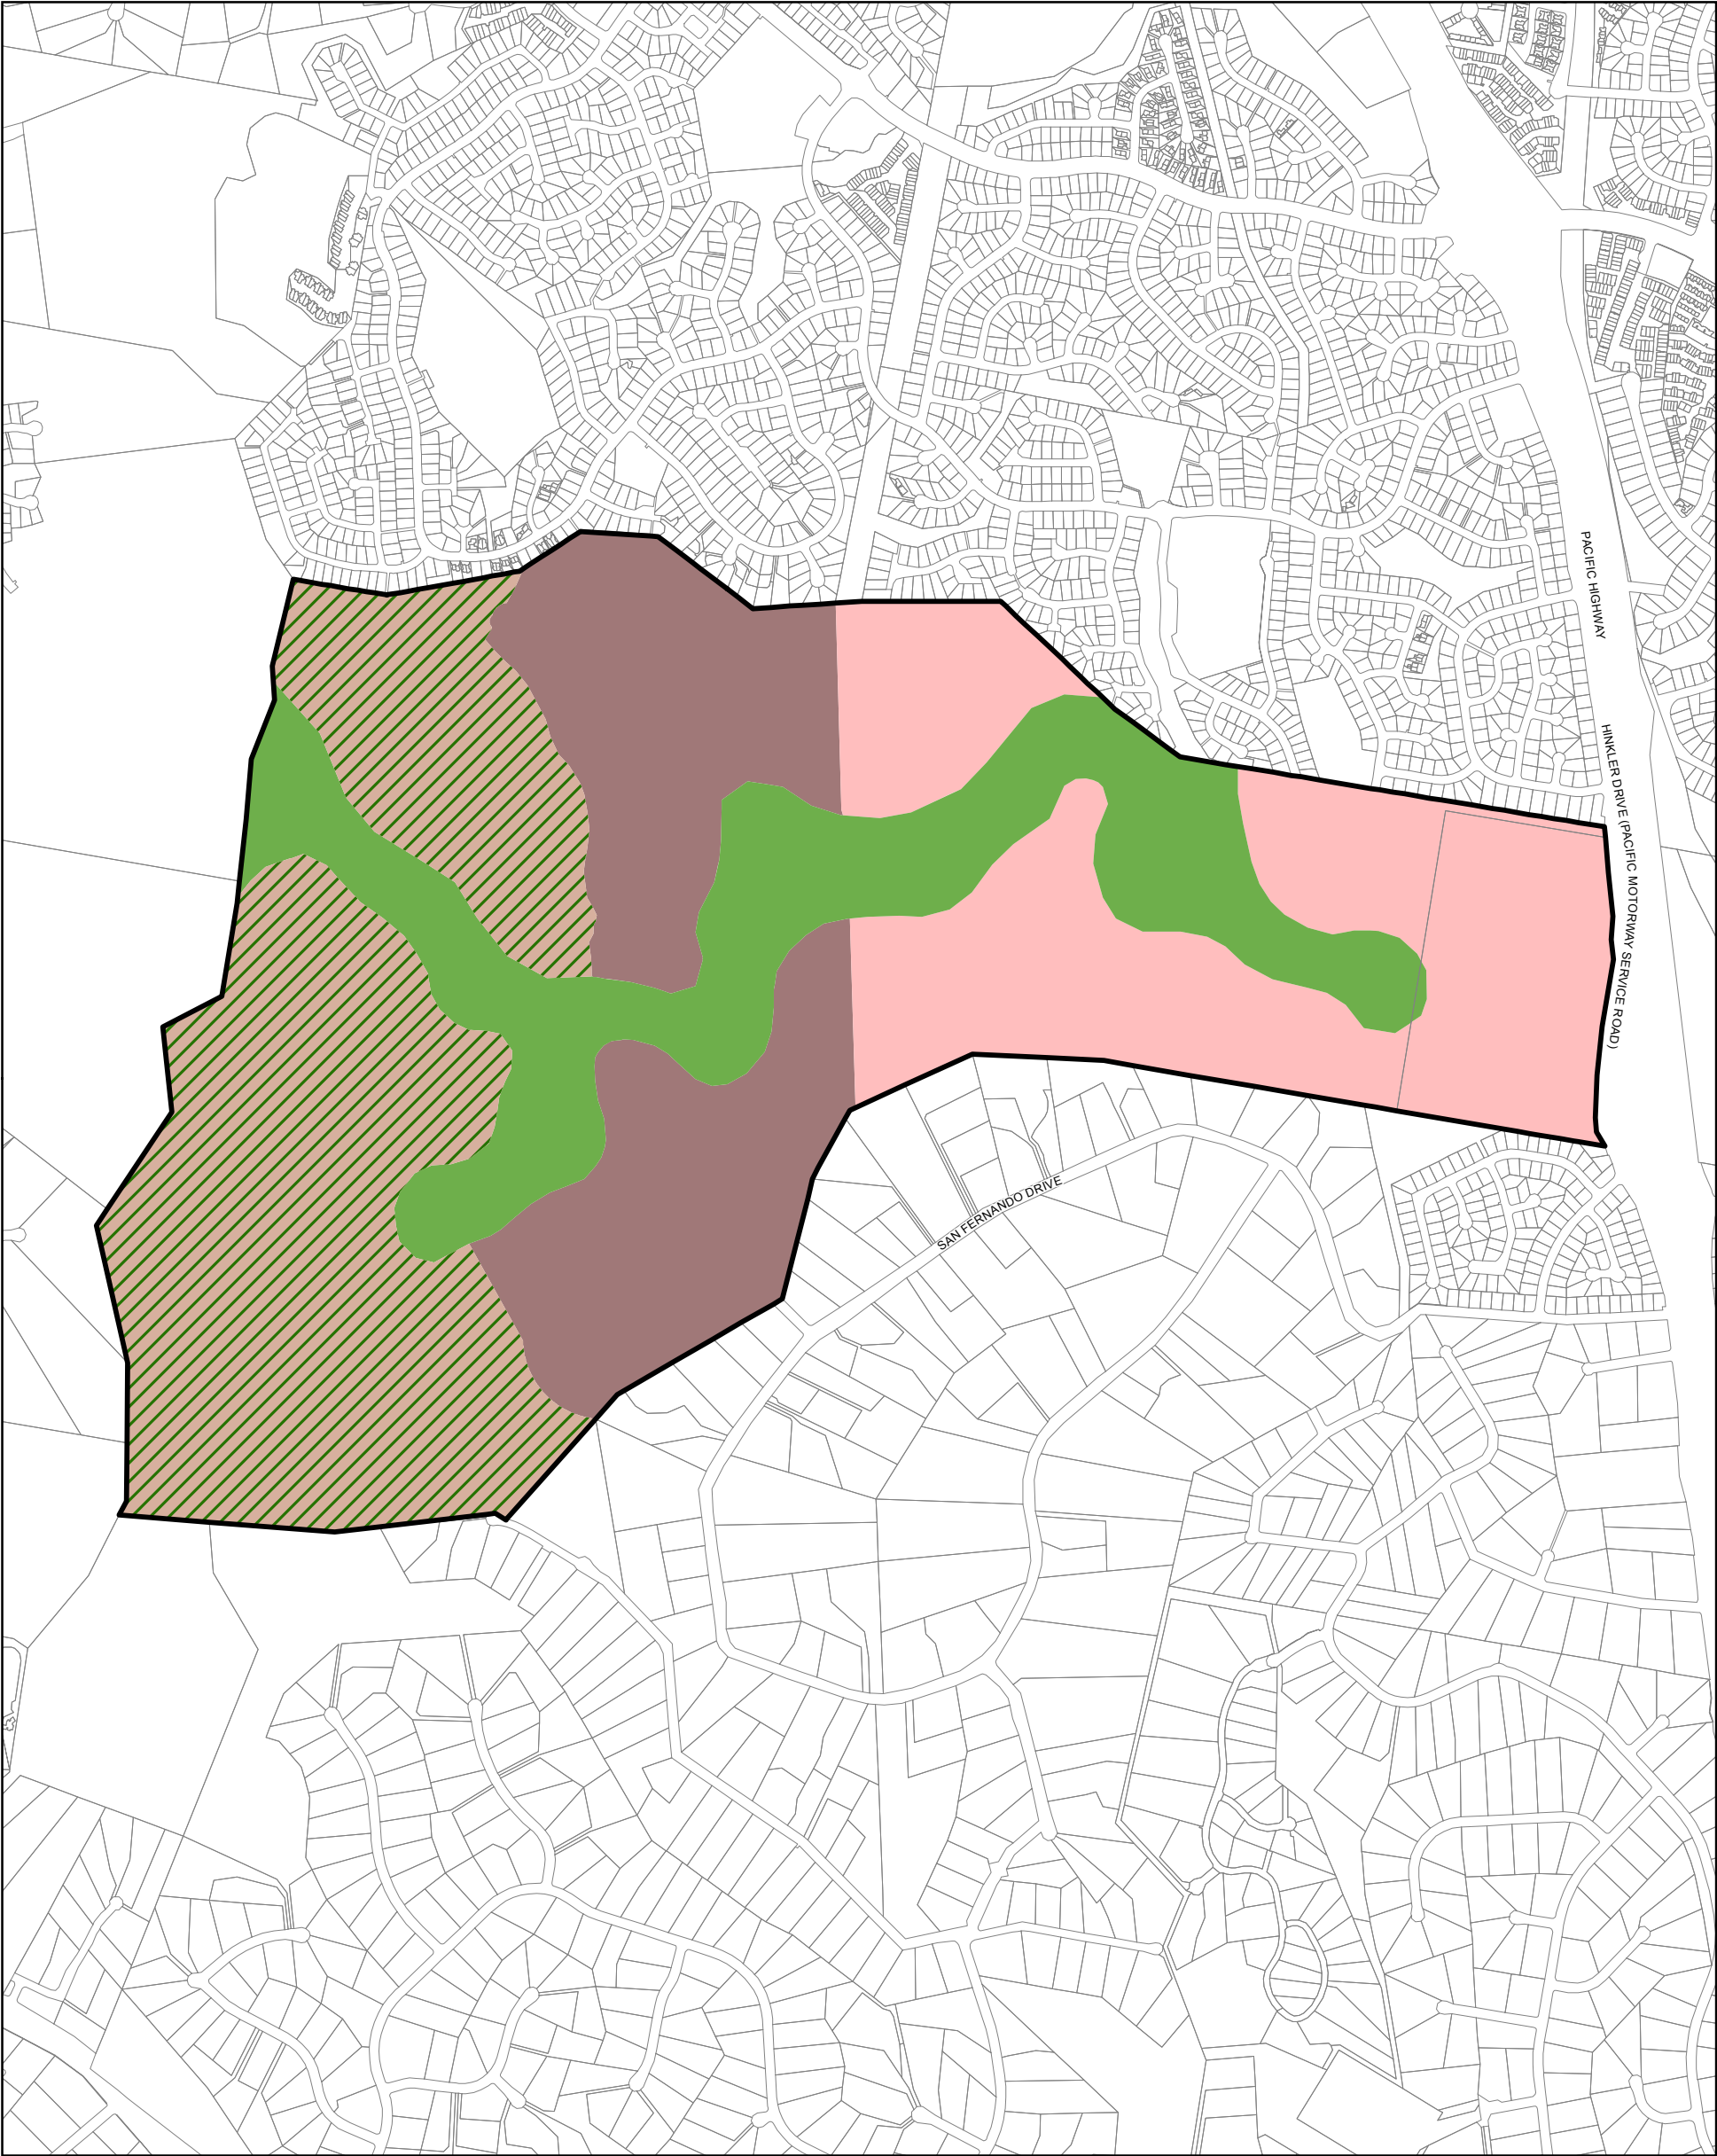 PACIFIC HIGHWAY
HINKLER DRIVE (PACIFIC MOTORWAY SERVICE ROAD)
SAN FERNANDO DRIVE